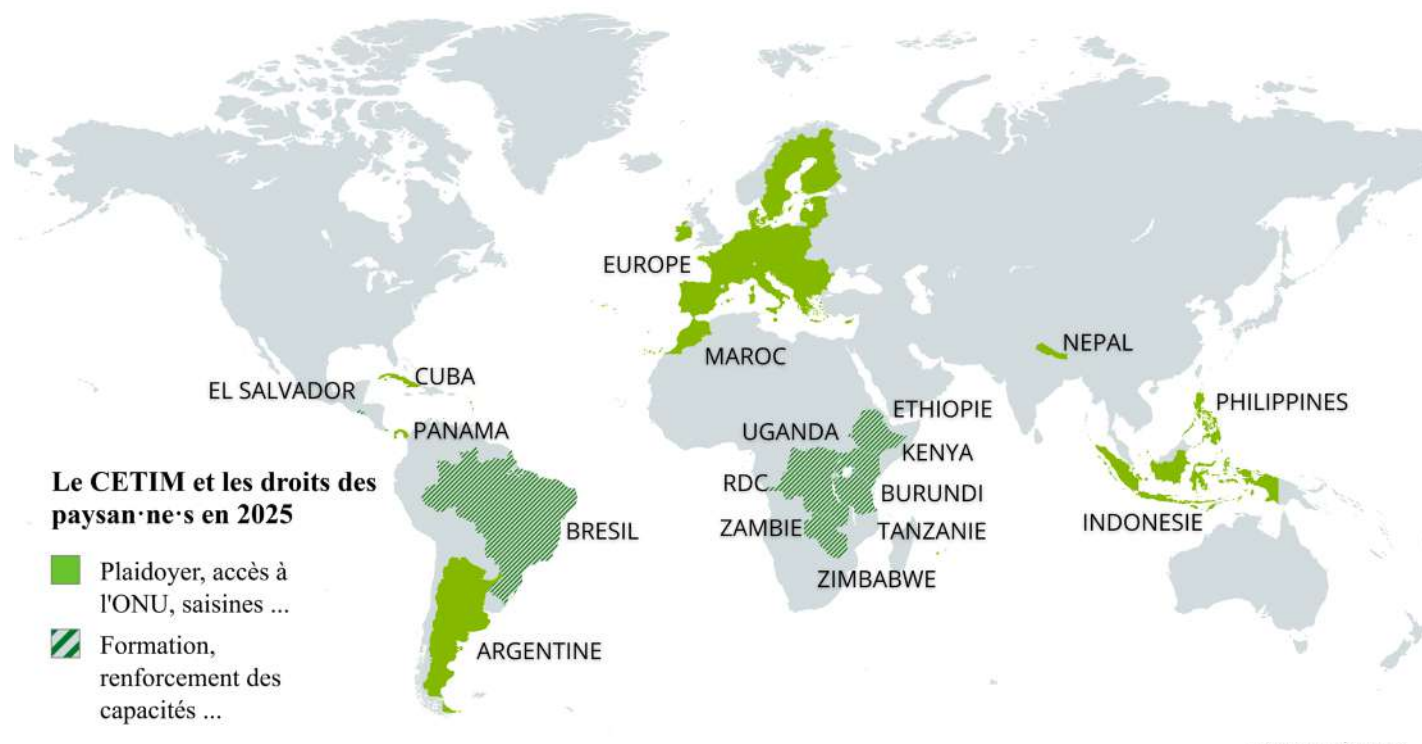 EUROPE
MAROC
NEPAL
EL SALVADOR
CUBA
PHILIPPINES
ETHIOPIE
PANAMA
UGANDA
KENYA
Le CETIM et les droits des
paysan·ne·s en 2025
RDC
BURUNDI
BRESIL
ZAMBIE
TANZANIE
INDONESIE
Plaidoyer, accès à
l'ONU, saisines ...
ZIMBABWE
Formation,
renforcement des
capacités ...
ARGENTINE